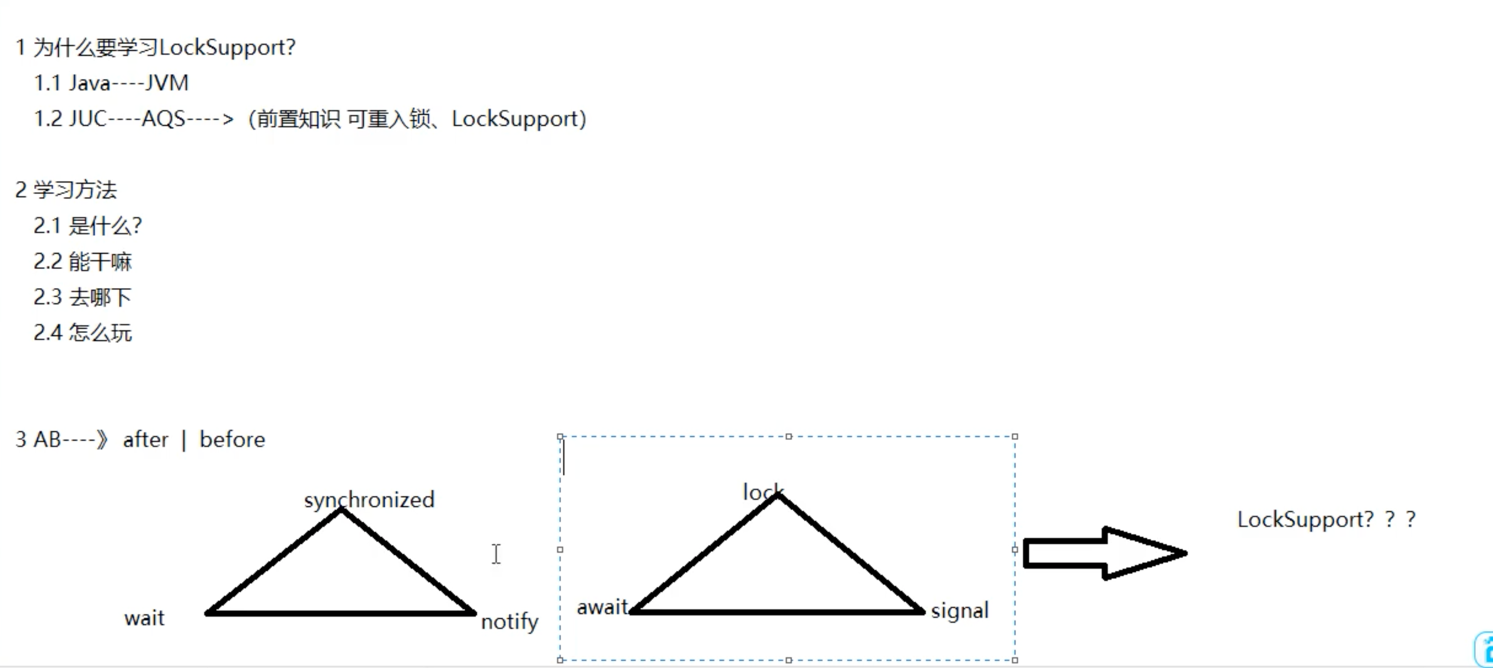 1 为什么要学习LockSupport?
1.1 Java----JVM
1.2 JUC----AQS---->（前置知识 可重入锁、LockSupport）
2 学习方法
2.1 是什么?
2.2 能干嘛
2.3 去哪下
2.4 怎么玩
3 AB----》 after | before
synchronized
wait
notify
lock
await
signal
LockSupport? ? ?